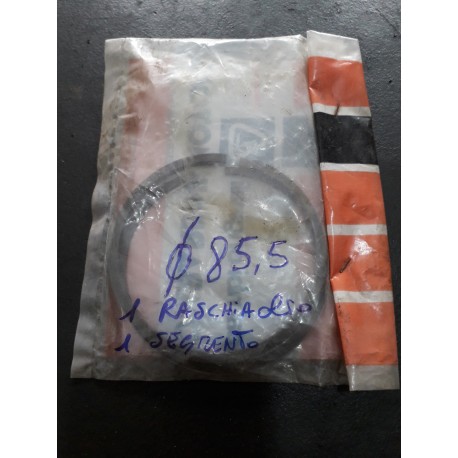 φ 85,5
1 RASCHIAOLIO
1 SEGMENTO